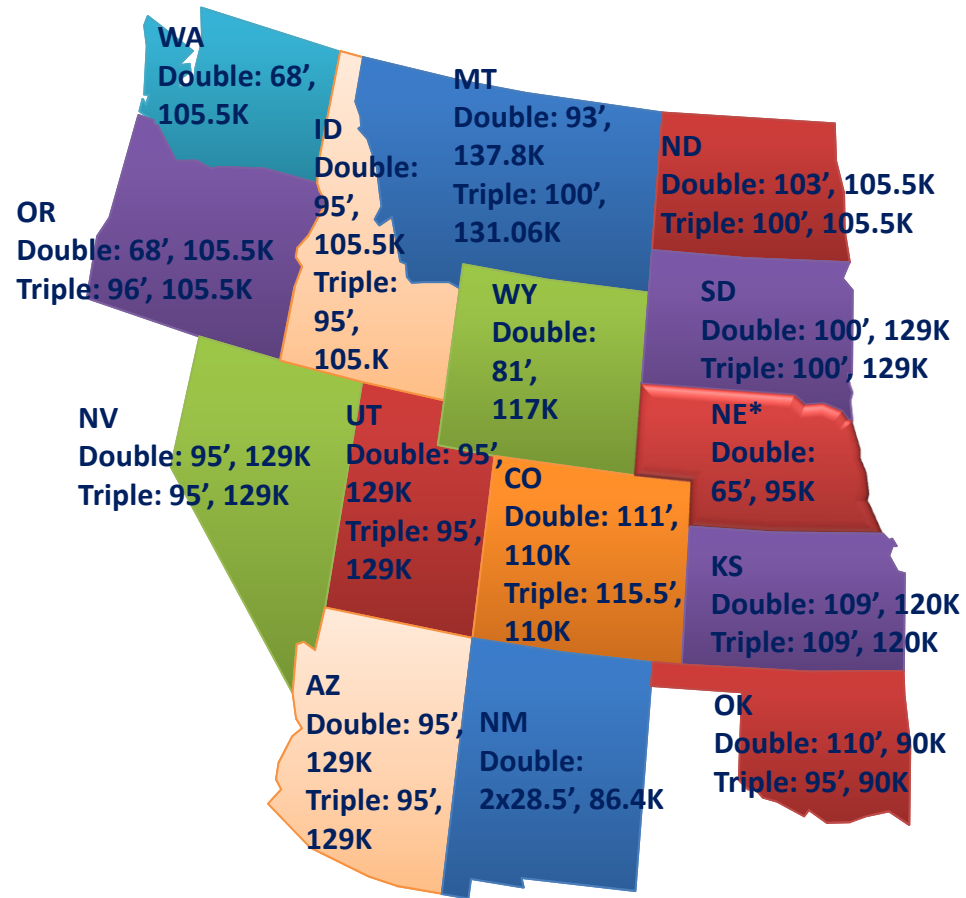 WA
Double: 68’,
105.5K
ID
Double:
95’,
105.5K
Triple:
95’,
105.K
MT
Double: 93’,
137.8K
Triple: 100’,
131.06K
ND
Double: 103’, 105.5K
Triple: 100’, 105.5K
OR
Double: 68’, 105.5K
Triple: 96’, 105.5K
WY
Double:
81’,
117K
SD
Double: 100’, 129K
Triple: 100’, 129K
NV
Double: 95’, 129K
Triple: 95’, 129K
UT
Double: 95’,
129K
Triple: 95’,
129K
CO
Double: 111’,
110K
Triple: 115.5’,
110K
NE*
Double:
65’, 95K
KS
Double: 109’, 120K
Triple: 109’, 120K
AZ
Double: 95’,
129K
Triple: 95’,
129K
NM
Double:
2x28.5’, 86.4K
OK
Double: 110’, 90K
Triple: 95’, 90K